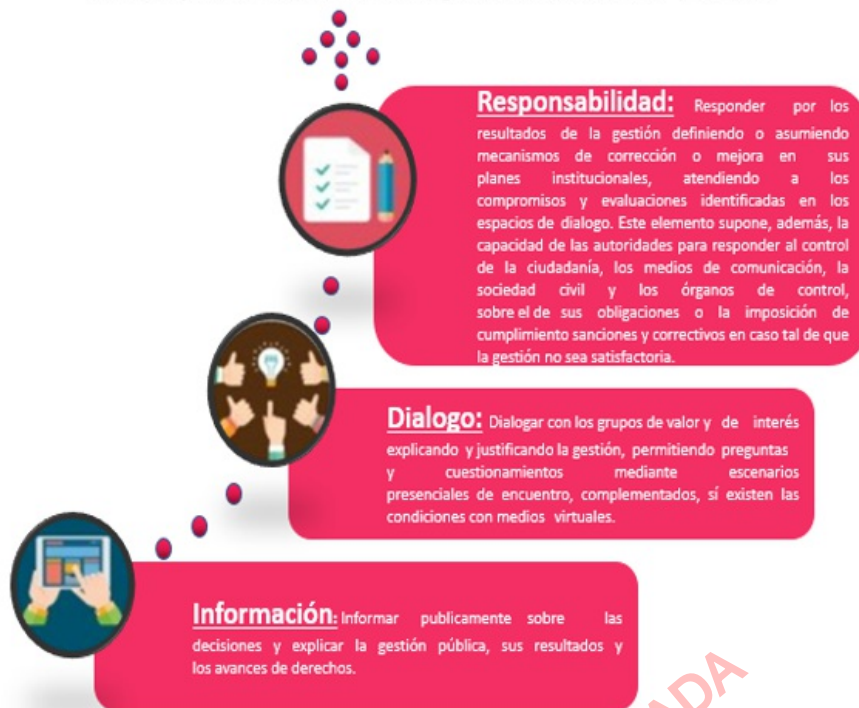 Responsabilidad: Responder por los
resultados de la gestión definiendo o asumiendo
mecanismos de corrección o mejora en sus
planes institucionales, atendiendo a los
compromisos y evaluaciones identificadas en los
espacios de dialogo. Este elemento supone, además, la
capacidad de las autoridades para responder al control
de la ciudadanía, los medios de comunicación, la
sociedad civil y los órganos de control,
sobre el de sus obligaciones o la imposición de
cumplimiento sanciones y correctivos en caso tal de que
la gestión no sea satisfactoria.
Dialogo: Dialogar con los grupos de valor y de interés
explicando y justificando la gestión, permitiendo preguntas
y cuestionamientos mediante escenarios
presenciales de encuentro, complementados, sí existen las
condiciones con medios virtuales.
Información: Informar publicamente sobre las
decisiones y explicar la gestión pública, sus resultados y
los avances de derechos.